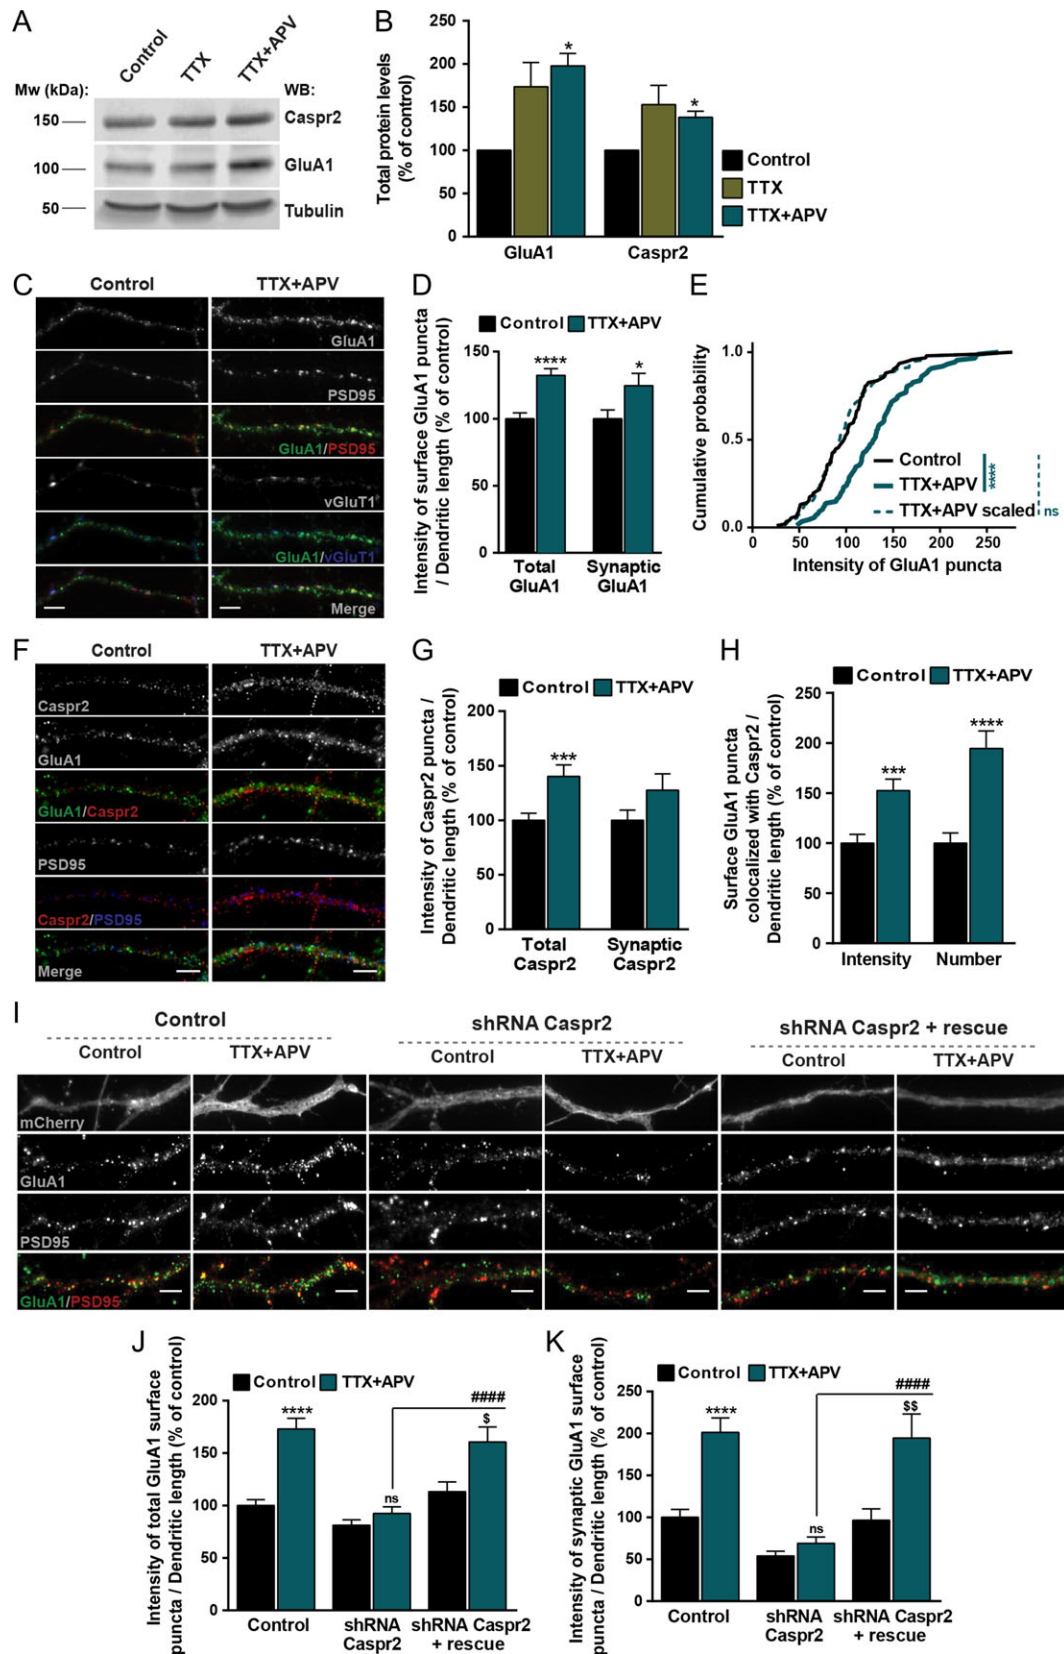 A
Control
TTX
TTX+APV
Mw (kDa):
WB:
150
Caspr2
100
GluA1
50
Tubulin
B
Total protein levels
(% of control)
250
200
150
100
50
0
*
*
GluA1
Caspr2
Control
TTX
TTX+APV
C
Control
TTX+APV
GluA1
PSD95
GluA1/PSD95
vGluT1
GluA1/vGluT1
Merge
D
Control
TTX+APV
Intensity of surface GluA1 puncta
/ Dendritic length (% of control)
150
100
50
0
****
*
Total
GluA1
Synaptic
GluA1
E
Cumulative probability
1.0
0.5
0.0
0
50
100
150
200
250
Intensity of GluA1 puncta
Control
TTX+APV
TTX+APV scaled
****
ns
F
Control
TTX+APV
Caspr2
GluA1
GluA1/Caspr2
PSD95
Caspr2/PSD95
Merge
G
Control
TTX+APV
Intensity of Caspr2 puncta /
Dendritic length (% of control)
200
150
100
50
0
***
Total
Caspr2
Synaptic
Caspr2
H
Control
TTX+APV
Surface GluA1 puncta
colocalized with Caspr2 /
Dendritic length (% of control)
250
200
150
100
50
0
***
****
Intensity
Number
I
Control
shRNA Caspr2
shRNA Caspr2 + rescue
Control
TTX+APV
Control
TTX+APV
Control
TTX+APV
mCherry
GluA1
PSD95
GluA1/PSD95
J
Control
TTX+APV
Intensity of total GluA1 surface
puncta / Dendritic length (% of control)
200
150
100
50
0
****
ns
####
$
Control
shRNA
Caspr2
shRNA Caspr2
+ rescue
K
Control
TTX+APV
Intensity of synaptic GluA1 surface
puncta / Dendritic length (% of control)
250
200
150
100
50
0
****
ns
####
$$
Control
shRNA
Caspr2
shRNA Caspr2
+ rescue